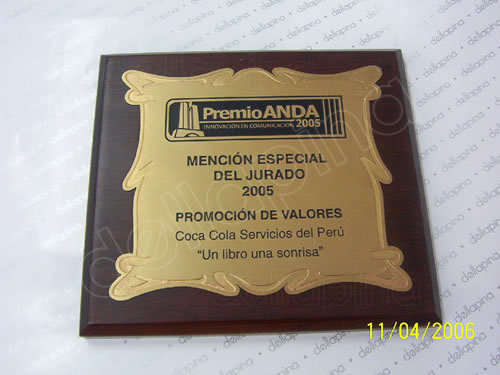 PremioANDA
INNOVACIÓN EN COMUNICACIÓN 2005
MENCIÓN ESPECIAL
DEL JURADO
2005
PROMOCIÓN DE VALORES
Coca Cola Servicios del Perú
"Un libro una sonrisa"
dellapina
11/04/2006